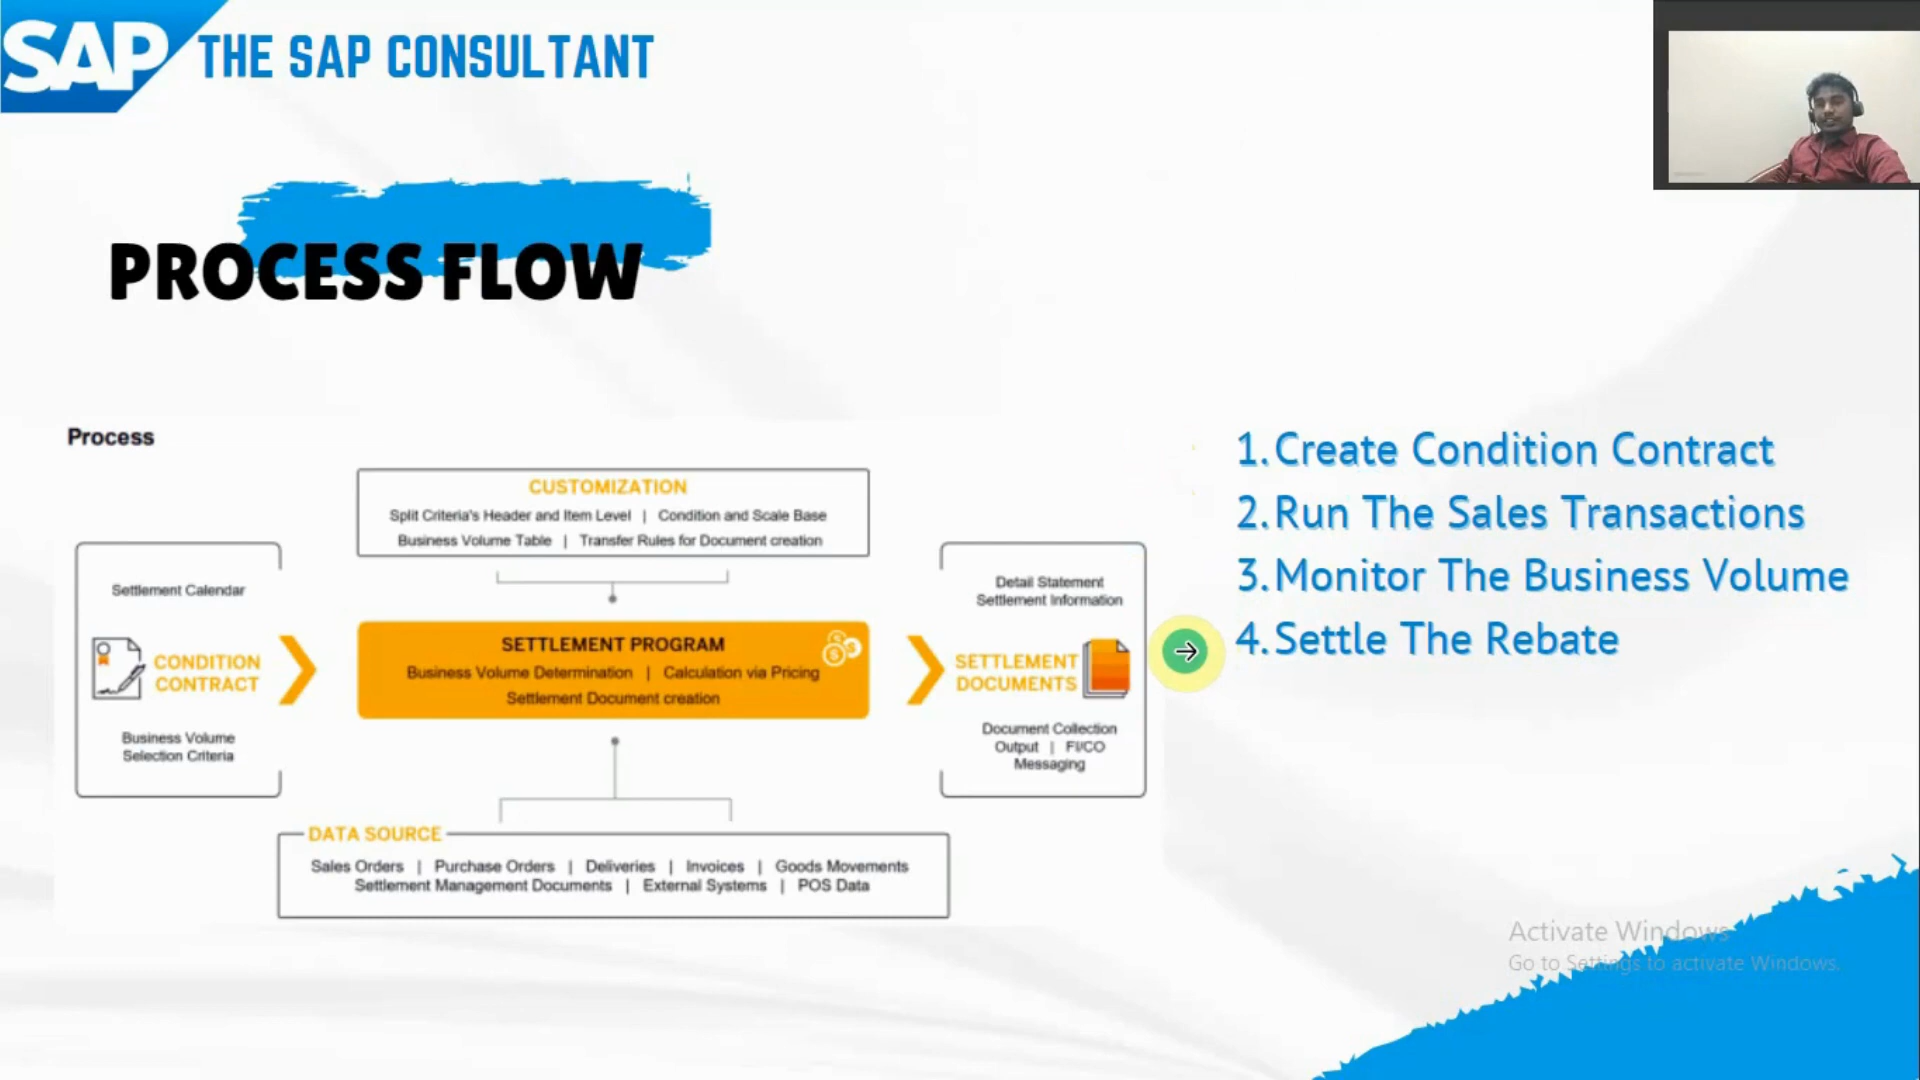 SAP THE SAP CONSULTANT
PROCESS FLOW
Process
CUSTOMIZATION
Split Criteria's Header and Item Level | Condition and Scale Base
Business Volume Table | Transfer Rules for Document creation
Settlement Calendar
CONDITION
CONTRACT
Business Volume
Selection Criteria
SETTLEMENT PROGRAM
Business Volume Determination | Calculation via Pricing
Settlement Document creation
Detail Statement
Settlement Information
SETTLEMENT
DOCUMENTS
Document Collection
Output | FI/CO
Messaging
DATA SOURCE
Sales Orders | Purchase Orders | Deliveries | Invoices | Goods Movements
Settlement Management Documents | External Systems | POS Data
1.Create Condition Contract
2.Run The Sales Transactions
3.Monitor The Business Volume
4.Settle The Rebate
Activate Windows
Go to Settings to activate Windows.